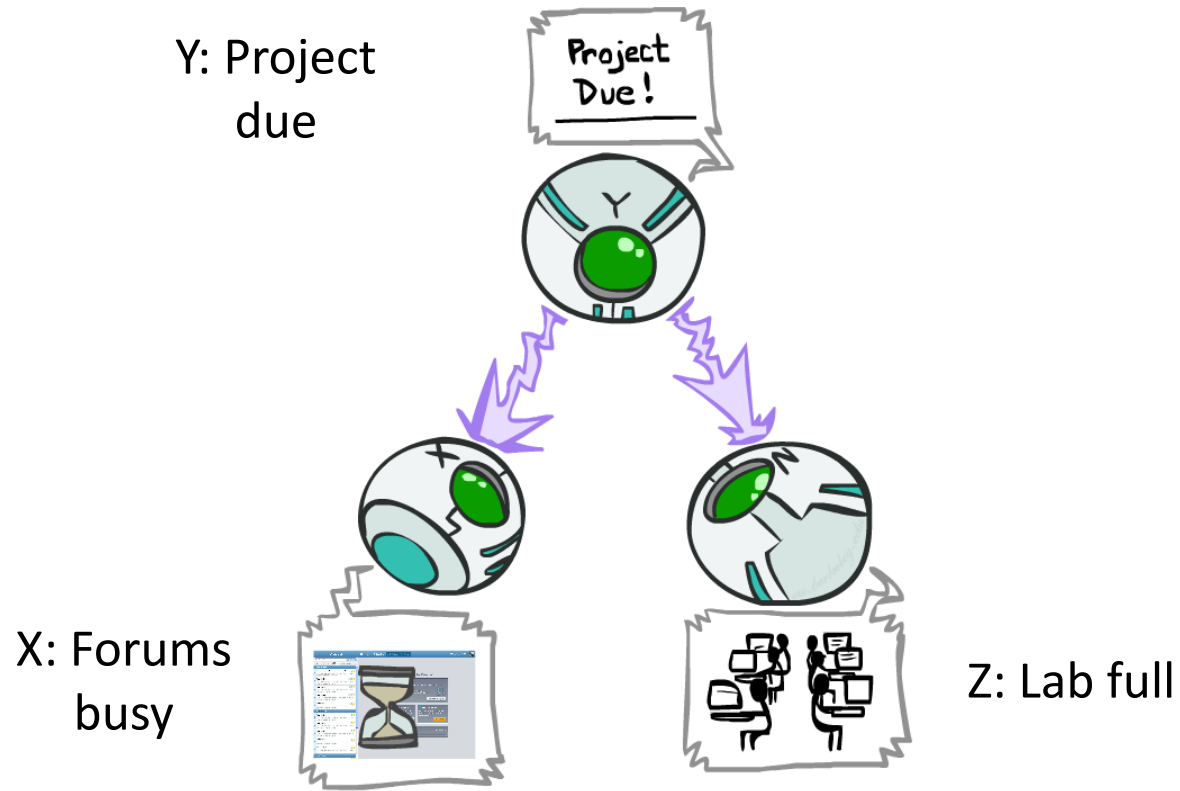 Y: Project
due
Project
Due!
Y
X
Z
X: Forums
busy
Z: Lab full